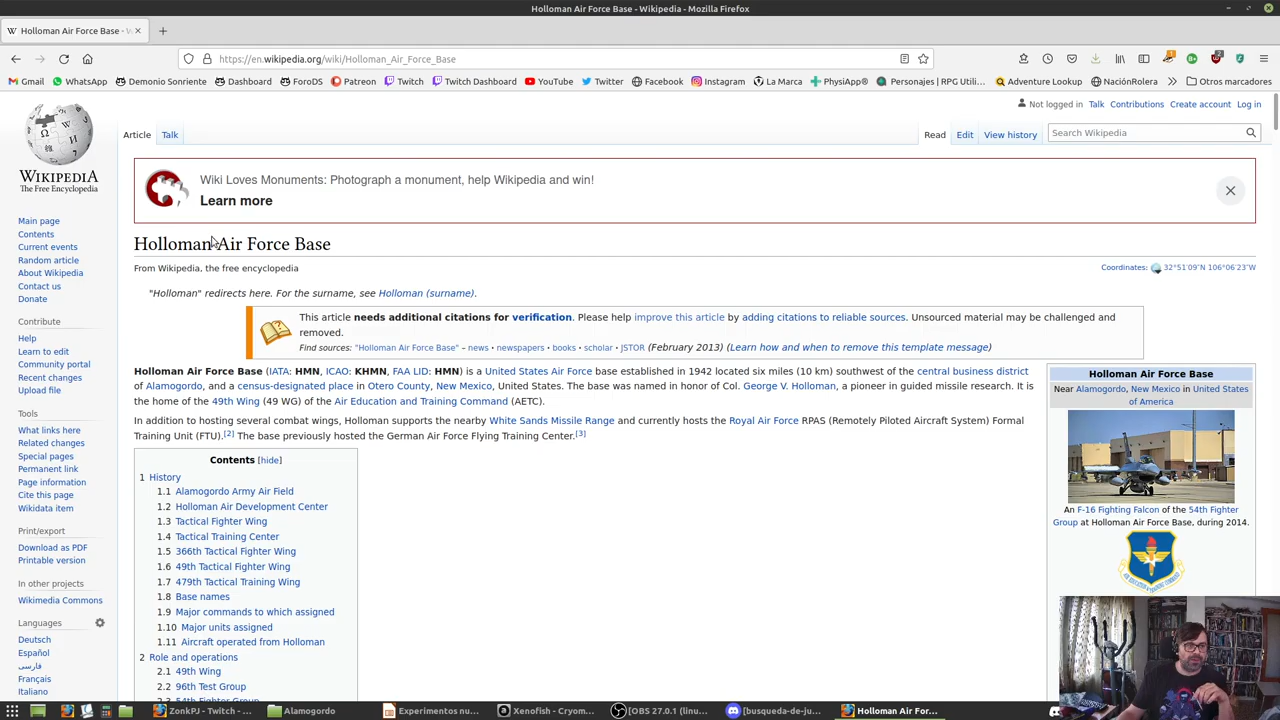 Holloman Air Force Base - Wikipedia - Mozilla Firefox
Holloman Air Force Base - W
https://en.wikipedia.org/wiki/Holloman_Air_Force_Base
Gmail WhatsApp Demonio Sonriente Dashboard ForoDS Patreon Twitch Twitch Dashboard YouTube Twitter Facebook Instagram La Marca PhysiApp® Personajes | RPG Utili... Adventure Lookup NaciónRolera Otros marcadores
Not logged in Talk Contributions Create account Log in
Article Talk
Read Edit View history Search Wikipedia
WIKIPEDIA
The Free Encyclopedia
Main page
Contents
Current events
Random article
About Wikipedia
Contact us
Donate
Contribute
Help
Learn to edit
Community portal
Recent changes
Upload file
Tools
What links here
Related changes
Special pages
Permanent link
Page information
Cite this page
Wikidata item
Print/export
Download as PDF
Printable version
In other projects
Wikimedia Commons
Languages
Deutsch
Español
فارسی
Français
Italiano
Wiki Loves Monuments: Photograph a monument, help Wikipedia and win!
Learn more
Holloman Air Force Base
From Wikipedia, the free encyclopedia
Coordinates: 32°51′09″N 106°06′23″W
"Holloman" redirects here. For the surname, see Holloman (surname).
This article needs additional citations for verification. Please help improve this article by adding citations to reliable sources. Unsourced material may be challenged and
removed.
Find sources: "Holloman Air Force Base" – news · newspapers · books · scholar · JSTOR (February 2013) (Learn how and when to remove this template message)
Holloman Air Force Base (IATA: HMN, ICAO: KHMN, FAA LID: HMN) is a United States Air Force base established in 1942 located six miles (10 km) southwest of the central business district
of Alamogordo, and a census-designated place in Otero County, New Mexico, United States. The base was named in honor of Col. George V. Holloman, a pioneer in guided missile research. It is
the home of the 49th Wing (49 WG) of the Air Education and Training Command (AETC).
In addition to hosting several combat wings, Holloman supports the nearby White Sands Missile Range and currently hosts the Royal Air Force RPAS (Remotely Piloted Aircraft System) Formal
Training Unit (FTU).[2] The base previously hosted the German Air Force Flying Training Center.[3]
Contents [hide]
1 History
1.1 Alamogordo Army Air Field
1.2 Holloman Air Development Center
1.3 Tactical Fighter Wing
1.4 Tactical Training Center
1.5 366th Tactical Fighter Wing
1.6 49th Tactical Fighter Wing
1.7 479th Tactical Training Wing
1.8 Base names
1.9 Major commands to which assigned
1.10 Major units assigned
1.11 Aircraft operated from Holloman
2 Role and operations
2.1 49th Wing
2.2 96th Test Group
2.3 54th Fighter Group
Holloman Air Force Base
Near Alamogordo, New Mexico in United States
of America
An F-16 Fighting Falcon of the 54th Fighter
Group at Holloman Air Force Base, during 2014.
ZonkPJ - Twitch - ... Alamogordo Experimentos nu... Xenofish – Cryom... [OBS 27.0.1 (linu... [busqueda-de-ju... Holloman Air For...